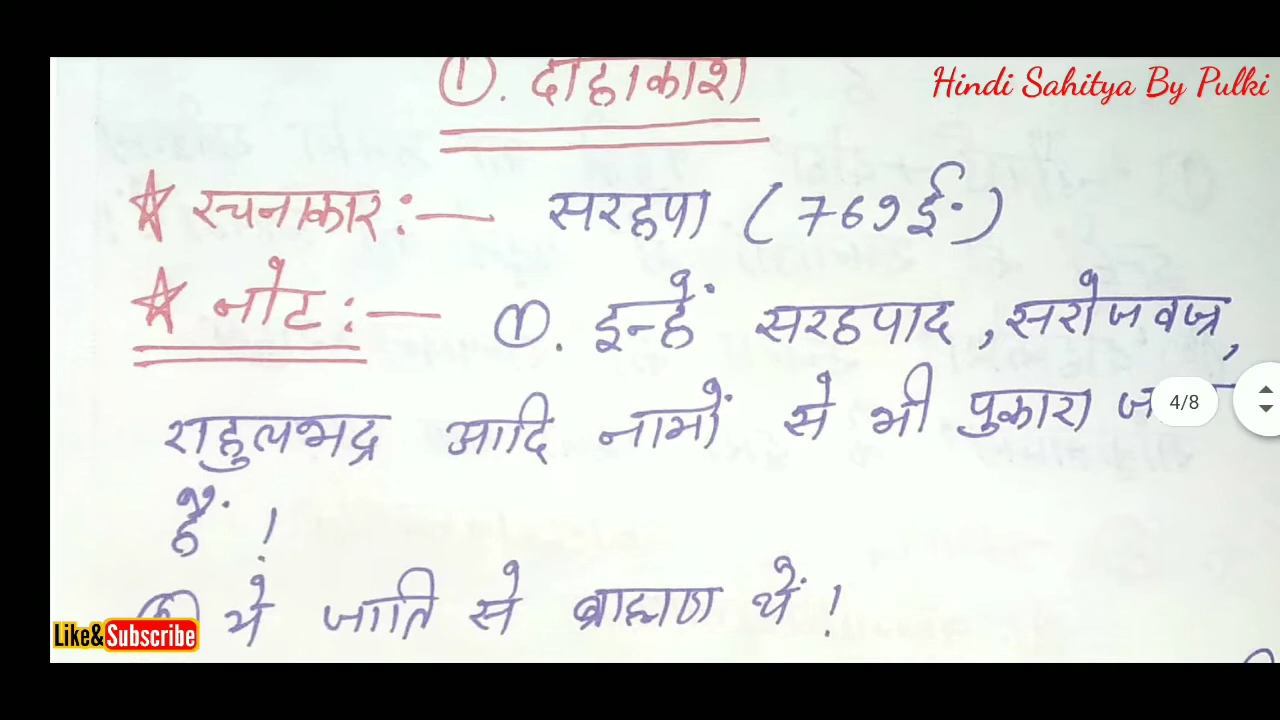 ①. दोहाकोश
Hindi Sahitya By Pulki
☆ रचनाकार:— सरहपा (769ई.)
☆ नोट:— ①. इन्हें सरहपाद, सरोजवज्र,
राहुलभद्र आदि नामों से भी पुकारा
4/8
हैं !
ये जाति से ब्राह्मण थें !
Like&Subscribe